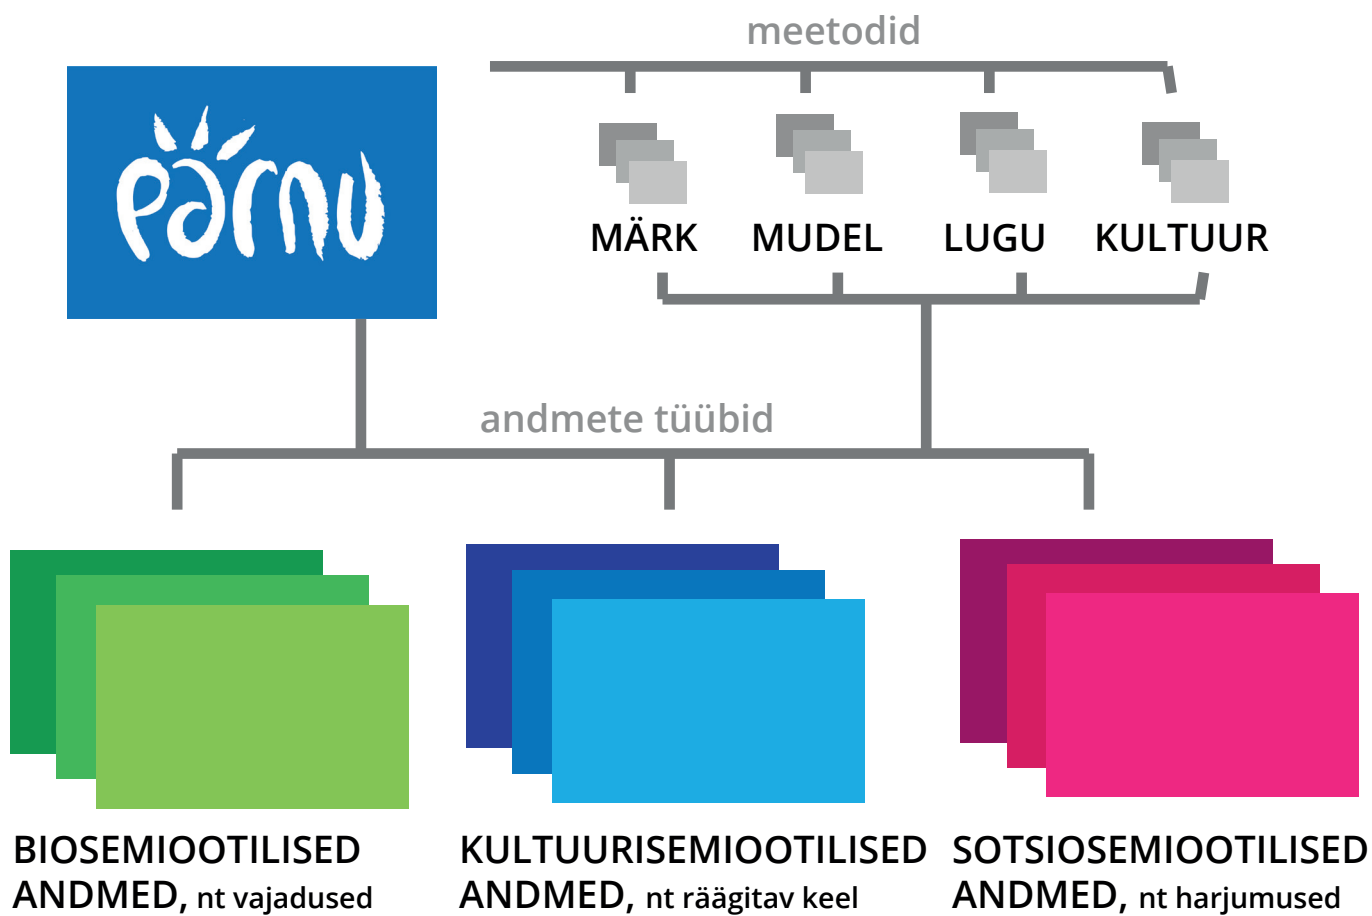 meetodid
pärnu
MÄRK
MUDEL
LUGU
KULTUUR
andmete tüübid
BIOSEMIOOTILISED
ANDMED, nt vajadused
KULTUURISEMIOOTILISED
ANDMED, nt räägitav keel
SOTSIOSEMIOOTILISED
ANDMED, nt harjumused